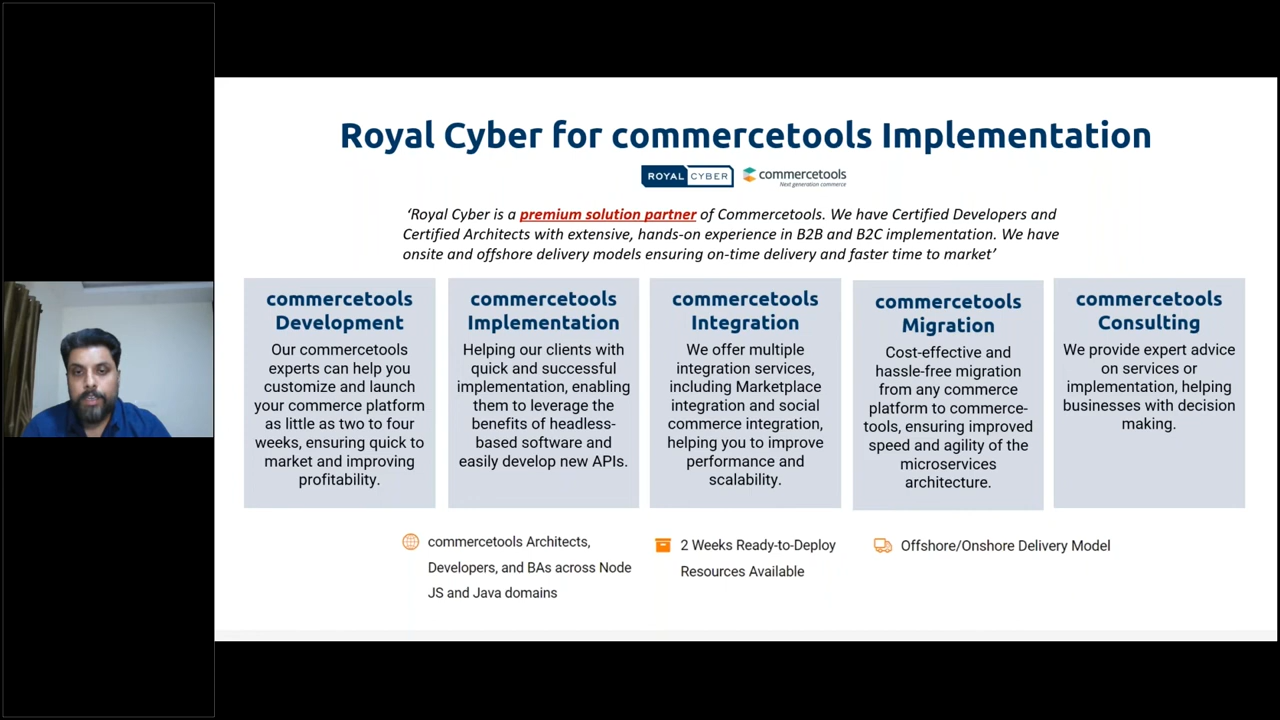 Royal Cyber for commercetools Implementation
ROYAL CYBER
commercetools
Next generation commerce
‘Royal Cyber is a premium solution partner of Commercetools. We have Certified Developers and
Certified Architects with extensive, hands-on experience in B2B and B2C implementation. We have
onsite and offshore delivery models ensuring on-time delivery and faster time to market’
commercetools
Development
Our commercetools
experts can help you
customize and launch
your commerce platform
as little as two to four
weeks, ensuring quick to
market and improving
profitability.
commercetools
Implementation
Helping our clients with
quick and successful
implementation, enabling
them to leverage the
benefits of headless-
based software and
easily develop new APIs.
commercetools
Integration
We offer multiple
integration services,
including Marketplace
integration and social
commerce integration,
helping you to improve
performance and
scalability.
commercetools
Migration
Cost-effective and
hassle-free migration
from any commerce
platform to commerce-
tools, ensuring improved
speed and agility of the
microservices
architecture.
commercetools
Consulting
We provide expert advice
on services or
implementation, helping
businesses with decision
making.
commercetools Architects,
Developers, and BAs across Node
JS and Java domains
2 Weeks Ready-to-Deploy
Resources Available
Offshore/Onshore Delivery Model